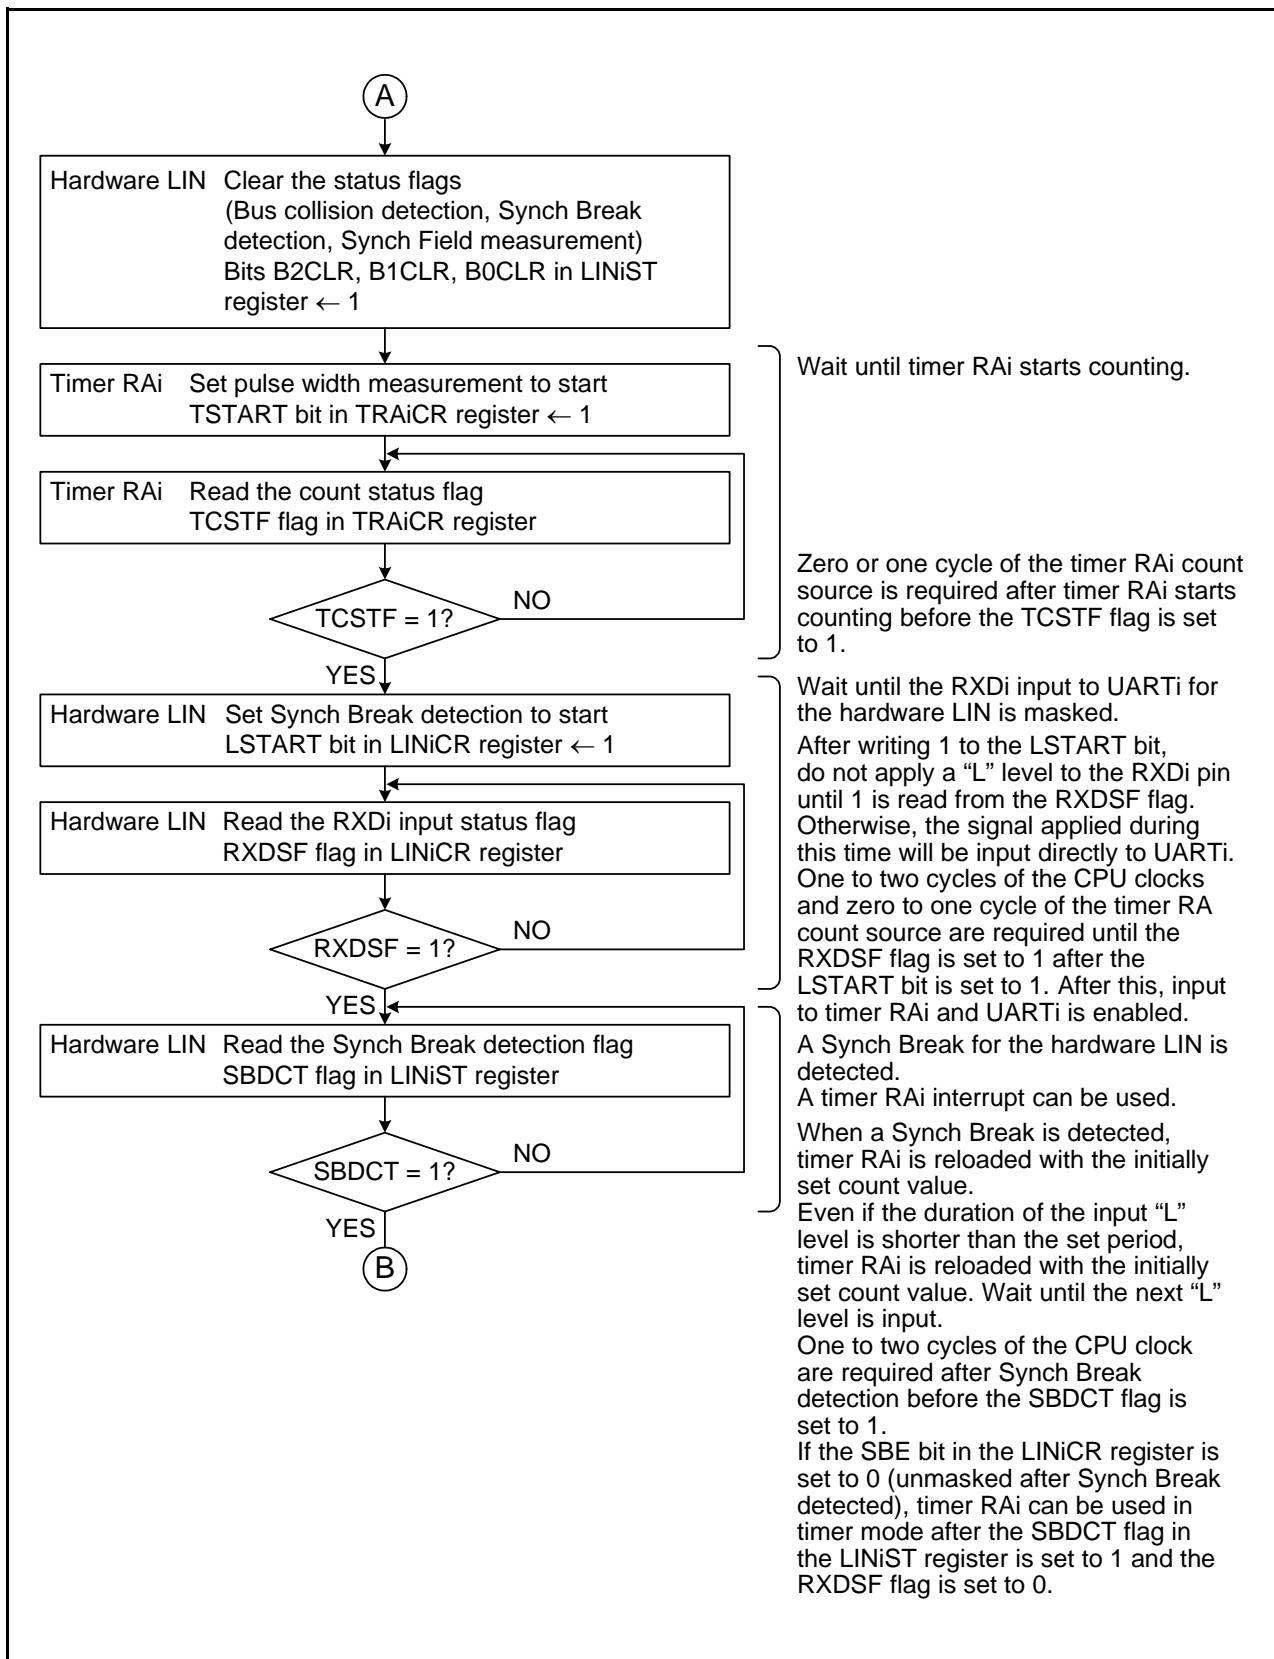 A
Hardware LIN Clear the status flags
(Bus collision detection, Synch Break
detection, Synch Field measurement)
Bits B2CLR, B1CLR, B0CLR in LINiST
register ← 1
Timer RAi Set pulse width measurement to start
TSTART bit in TRAiCR register ← 1
Wait until timer RAi starts counting.
Timer RAi Read the count status flag
TCSTF flag in TRAiCR register
TCSTF = 1?
NO
YES
Zero or one cycle of the timer RAi count
source is required after timer RAi starts
counting before the TCSTF flag is set
to 1.
Hardware LIN Set Synch Break detection to start
LSTART bit in LINiCR register ← 1
Hardware LIN Read the RXDi input status flag
RXDSF flag in LINiCR register
RXDSF = 1?
NO
YES
Wait until the RXDi input to UARTi for
the hardware LIN is masked.
After writing 1 to the LSTART bit,
do not apply a “L” level to the RXDi pin
until 1 is read from the RXDSF flag.
Otherwise, the signal applied during
this time will be input directly to UARTi.
One to two cycles of the CPU clocks
and zero to one cycle of the timer RA
count source are required until the
RXDSF flag is set to 1 after the
LSTART bit is set to 1. After this, input
to timer RAi and UARTi is enabled.
Hardware LIN Read the Synch Break detection flag
SBDCT flag in LINiST register
SBDCT = 1?
NO
YES
B
A Synch Break for the hardware LIN is
detected.
A timer RAi interrupt can be used.
When a Synch Break is detected,
timer RAi is reloaded with the initially
set count value.
Even if the duration of the input “L”
level is shorter than the set period,
timer RAi is reloaded with the initially
set count value. Wait until the next “L”
level is input.
One to two cycles of the CPU clock
are required after Synch Break
detection before the SBDCT flag is
set to 1.
If the SBE bit in the LINiCR register is
set to 0 (unmasked after Synch Break
detected), timer RAi can be used in
timer mode after the SBDCT flag in
the LINiST register is set to 1 and the
RXDSF flag is set to 0.